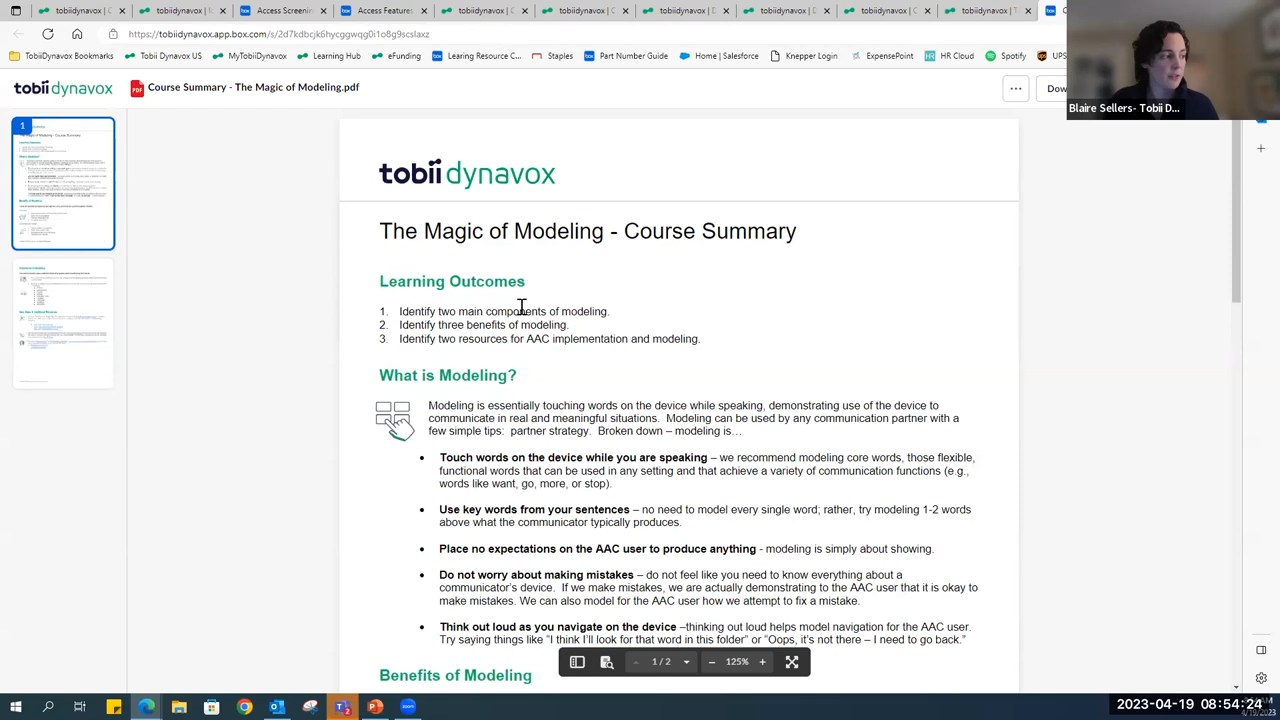 tobiidynavox |
Access Screenin
Access Features
tobiidynavox | C
tobiidynavox | C
tobiidynavox | D
tobiidynavox | D
tobiidynavox | C
tobiidynavox | T
https://tobiidynavox.app.box.com/s/2d7kdbcjk6hycggwqg0i1o8g9scslaxz
TobiiDynavox Bookmarks
Tobii Dynavox US
MyTobiiDynavox
Learning Hub
eFunding
Learing Resource C...
Staples
Part Number Guide
Home | Salesforce
Knepper Login
ExpensePoint
HR Cloud
Spotify
UPS
tobii dynavox
PDF
Course Summary - The Magic of Modeling.pdf
Dow
Blaire Sellers- Tobii D...
1
tobii dynavox
The Magic of Modeling - Course Summary
Learning Outcomes
1. Identify two main components of modeling.
2. Identify three benefits of modeling.
3. Identify two resources for AAC implementation and modeling.
What is Modeling?
Modeling is essentially touching words on the device while speaking, demonstrating use of the device to
communicate in real and meaningful situations. Modeling can be used by any communication partner with a
few simple tips: partner strategy. Broken down – modeling is…
• Touch words on the device while you are speaking – we recommend modeling core words, those flexible,
functional words that can be used in any setting and that achieve a variety of communication functions (e.g.,
words like want, go, more, or stop).
• Use key words from your sentences – no need to model every single word; rather, try modeling 1-2 words
above what the communicator typically produces.
• Place no expectations on the AAC user to produce anything - modeling is simply about showing.
• Do not worry about making mistakes – do not feel like you need to know everything about a
communicator's device. If we make mistakes, we are actually demonstrating to the AAC user that it is okay to
make mistakes. We can also model for the AAC user how we attempt to fix a mistake.
• Think out loud as you navigate on the device –thinking out loud helps model navigation for the AAC user.
Try saying things like "I think I'll look for that word in this folder" or "Oops, it's not there – I need to go back."
Benefits of Modeling
1 / 2
125%
2023-04-19 08:54:24